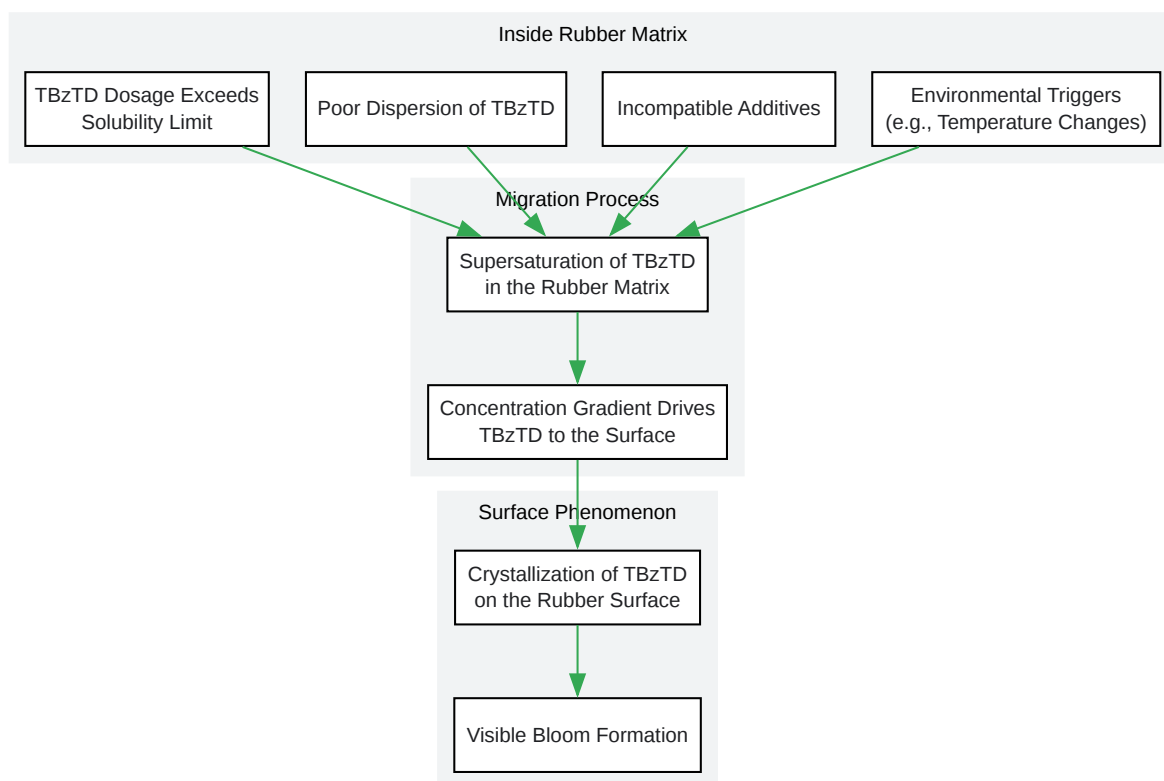 Inside Rubber Matrix
TBzTD Dosage Exceeds
Solubility Limit
Poor Dispersion of TBzTD
Incompatible Additives
Environmental Triggers
(e.g., Temperature Changes)
Migration Process
Supersaturation of TBzTD
in the Rubber Matrix
Concentration Gradient Drives
TBzTD to the Surface
Surface Phenomenon
Crystallization of TBzTD
on the Rubber Surface
Visible Bloom Formation